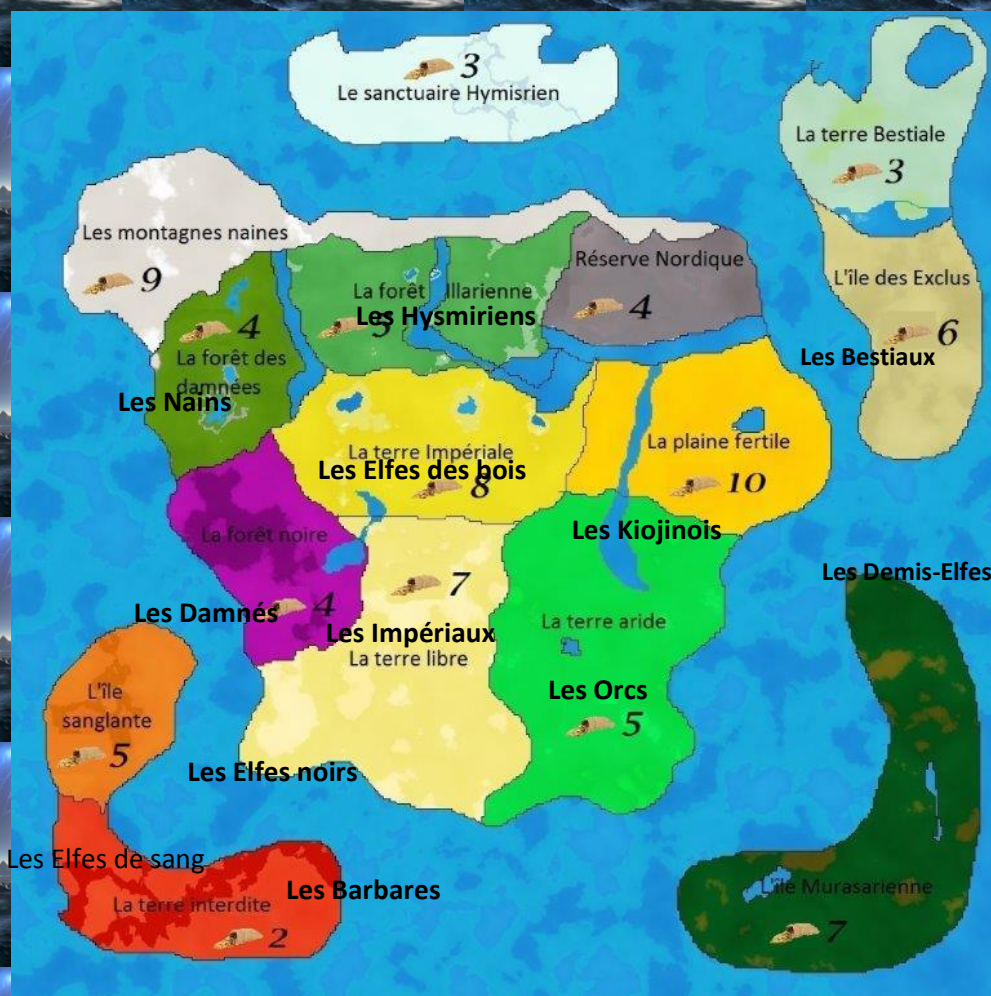 3
Le sanctuaire Hymisrien
La terre Bestiale
3
Les montagnes naines
9
Réserve Nordique
4
L'île des Exclus
6
La forêt Illarienne
5
Les Hysmiriens
4
La forêt des
damnées
Les Nains
Les Bestiaux
La terre Impériale
Les Elfes des bois
8
La plaine fertile
10
La forêt noire
4
Les Kiojinois
7
Les Demis-Elfes
Les Damnés
Les Impériaux
La terre libre
La terre aride
Les Orcs
5
L'île
sanglante
5
Les Elfes noirs
Les Elfes de sang
Les Barbares
La terre interdite
2
L'île Murasarienne
7